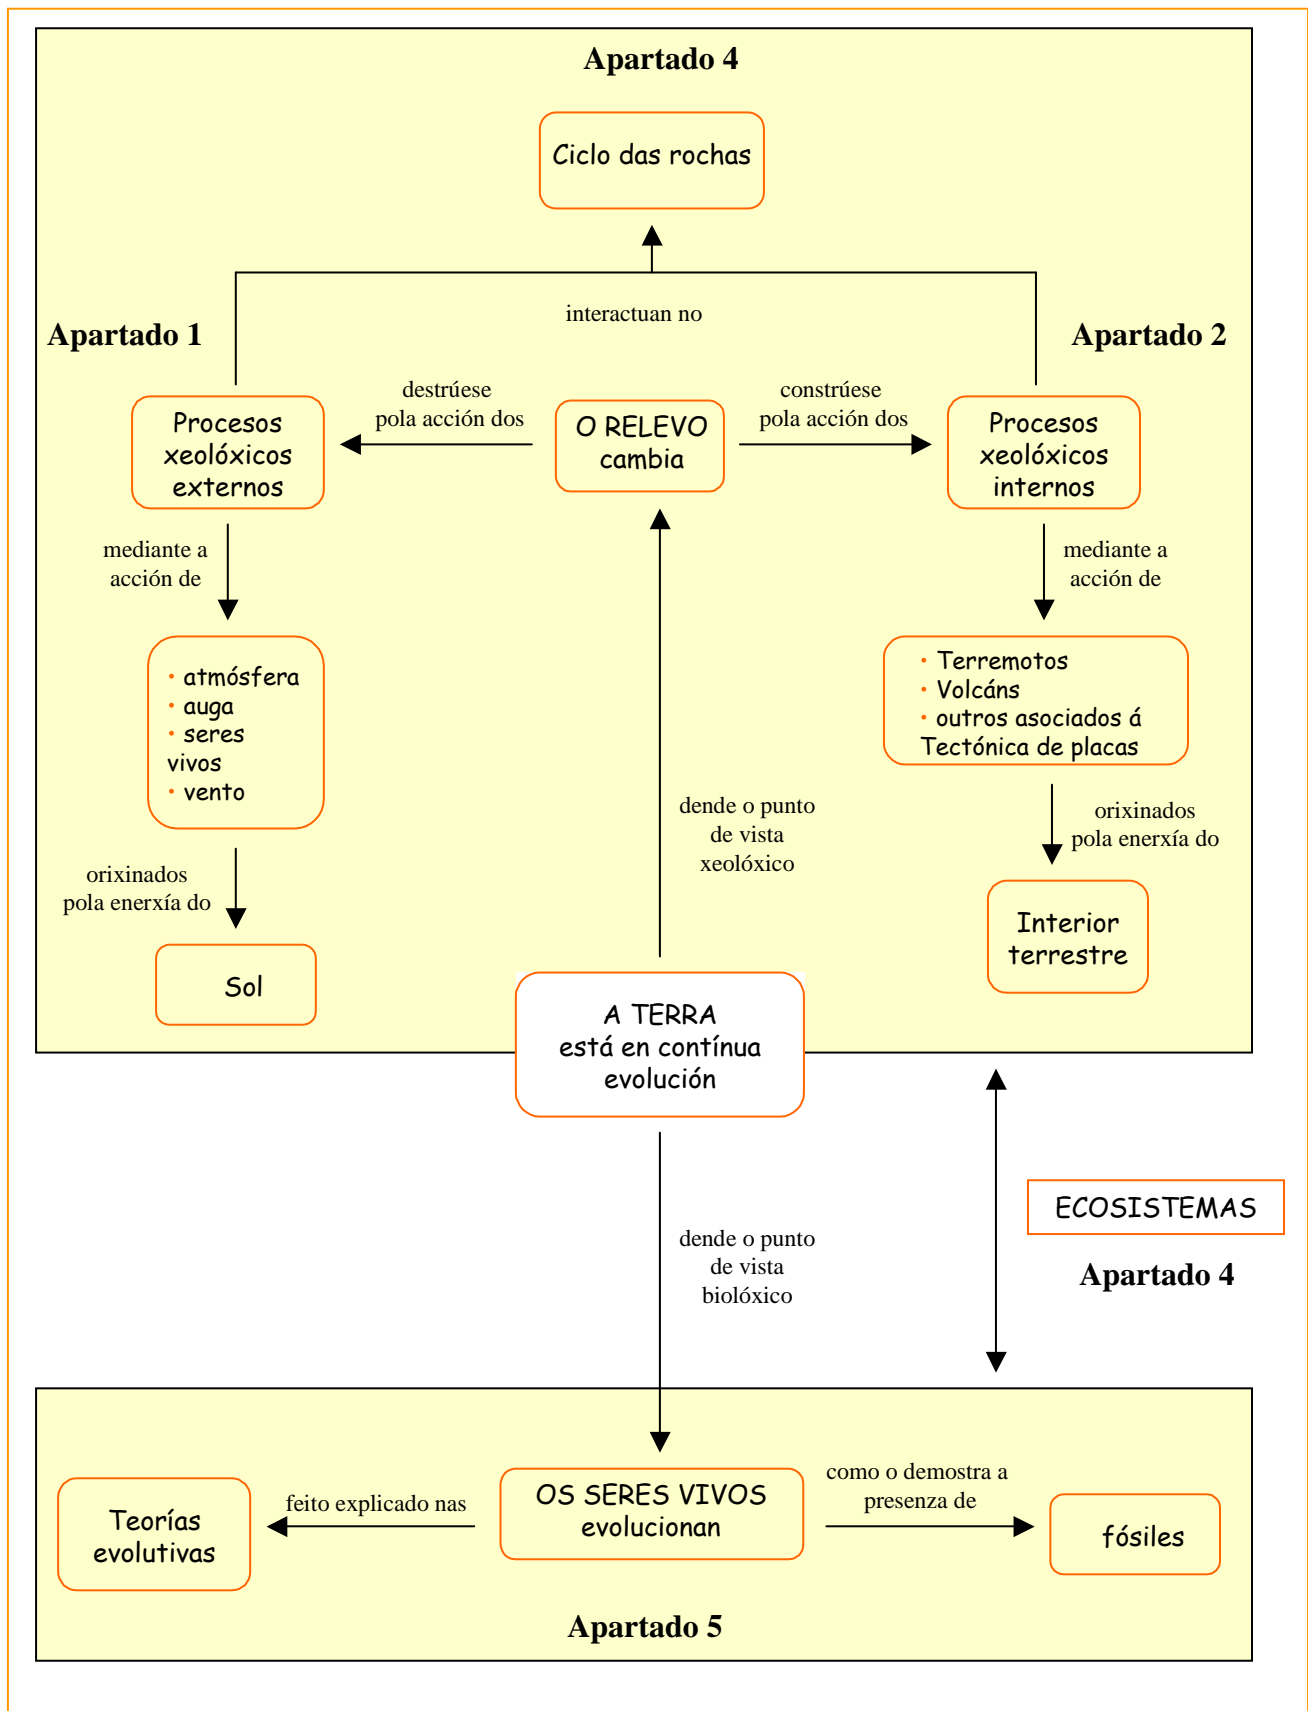 Apartado 4
Ciclo das rochas
interactuan no
Apartado 1
Apartado 2
destrúese
pola acción dos
constrúese
pola acción dos
Procesos
xeolóxicos
externos
O RELEVO
cambia
Procesos
xeolóxicos
internos
mediante a
acción de
mediante a
acción de
• atmósfera
• auga
• seres
vivos
• vento
• Terremotos
• Volcáns
• outros asociados á
Tectónica de placas
dende o punto
de vista
xeolóxico
orixinados
pola enerxía do
orixinados
pola enerxía do
Sol
Interior
terrestre
A TERRA
está en contínua
evolución
ECOSISTEMAS
Apartado 4
dende o punto
de vista
biolóxico
Teorías
evolutivas
feito explicado nas
OS SERES VIVOS
evolucionan
como o demostra a
presenza de
fósiles
Apartado 5